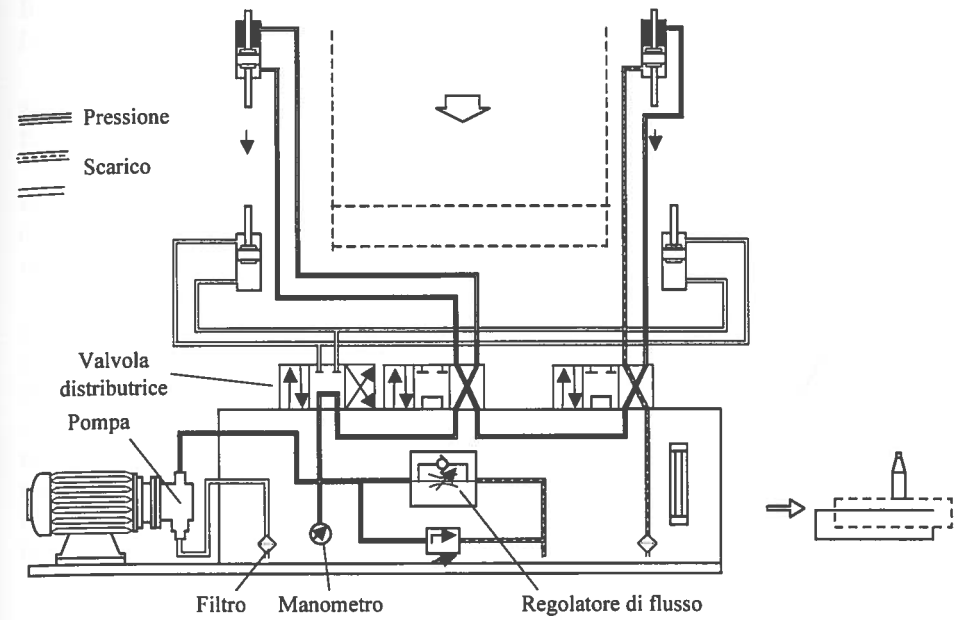 Pressione
Scarico
Valvola
distributrice
Pompa
Filtro
Manometro
Regolatore di flusso